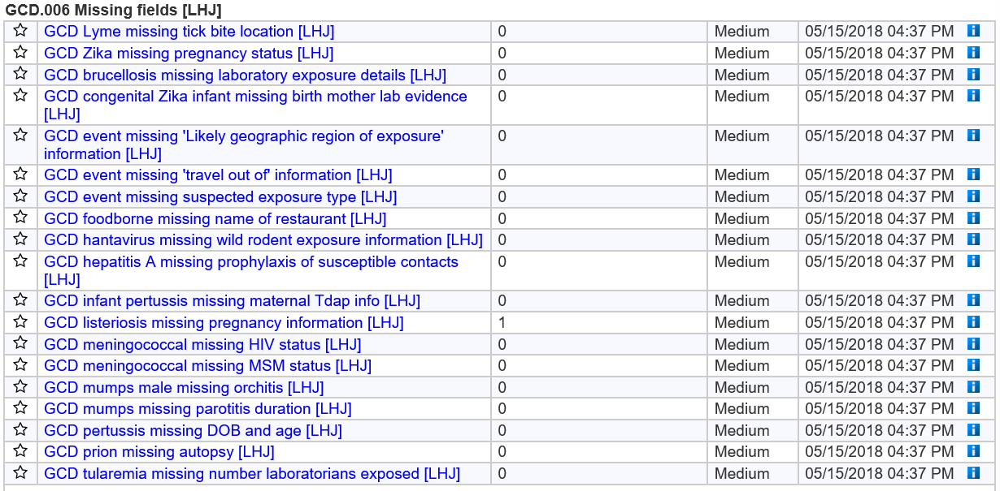 GCD.006 Missing fields [LHJ]
GCD Lyme missing tick bite location [LHJ] 0 Medium 05/15/2018 04:37 PM
GCD Zika missing pregnancy status [LHJ] 0 Medium 05/15/2018 04:37 PM
GCD brucellosis missing laboratory exposure details [LHJ] 0 Medium 05/15/2018 04:37 PM
GCD congenital Zika infant missing birth mother lab evidence 0 Medium 05/15/2018 04:37 PM
[LHJ]
GCD event missing 'Likely geographic region of exposure' 0 Medium 05/15/2018 04:37 PM
information [LHJ]
GCD event missing 'travel out of' information [LHJ] 0 Medium 05/15/2018 04:37 PM
GCD event missing suspected exposure type [LHJ] 0 Medium 05/15/2018 04:37 PM
GCD foodborne missing name of restaurant [LHJ] 0 Medium 05/15/2018 04:37 PM
GCD hantavirus missing wild rodent exposure information [LHJ] 0 Medium 05/15/2018 04:37 PM
GCD hepatitis A missing prophylaxis of susceptible contacts 0 Medium 05/15/2018 04:37 PM
[LHJ]
GCD infant pertussis missing maternal Tdap info [LHJ] 0 Medium 05/15/2018 04:37 PM
GCD listeriosis missing pregnancy information [LHJ] 1 Medium 05/15/2018 04:37 PM
GCD meningococcal missing HIV status [LHJ] 0 Medium 05/15/2018 04:37 PM
GCD meningococcal missing MSM status [LHJ] 0 Medium 05/15/2018 04:37 PM
GCD mumps male missing orchitis [LHJ] 0 Medium 05/15/2018 04:37 PM
GCD mumps missing parotitis duration [LHJ] 0 Medium 05/15/2018 04:37 PM
GCD pertussis missing DOB and age [LHJ] 0 Medium 05/15/2018 04:37 PM
GCD prion missing autopsy [LHJ] 0 Medium 05/15/2018 04:37 PM
GCD tularemia missing number laboratorians exposed [LHJ] 0 Medium 05/15/2018 04:37 PM